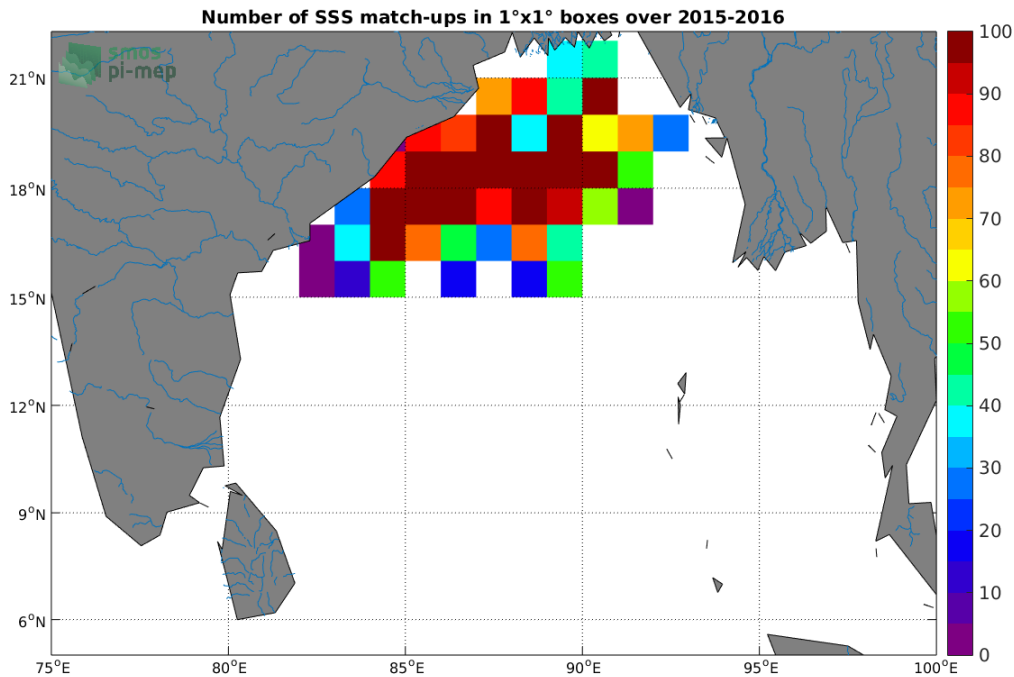 Number of SSS match-ups in 1°x1° boxes over 2015-2016
smos
pi-mep
21°N
18°N
15°N
12°N
9°N
6°N
75°E
80°E
85°E
90°E
95°E
100°E
100
90
80
70
60
50
40
30
20
10
0